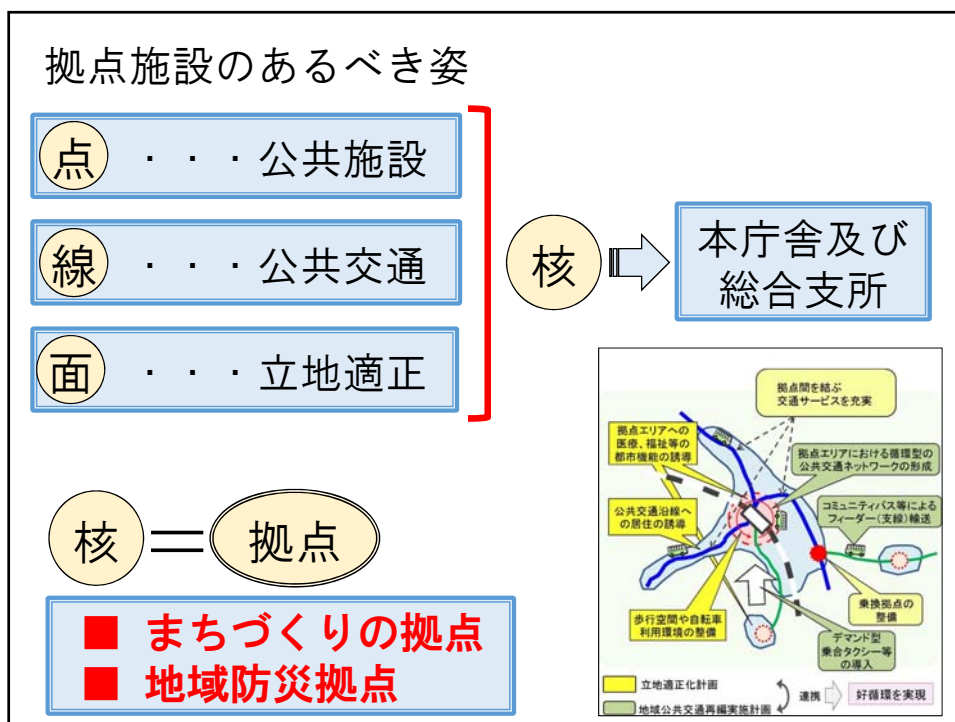 拠点施設のあるべき姿
点 ・・・公共施設
線 ・・・公共交通
面 ・・・立地適正
核
本庁舎及び
総合支所
核＝拠点
■ まちづくりの拠点
■ 地域防災拠点
拠点間を結ぶ
交通サービスを充実
拠点エリアへの
医療、福祉等の
都市機能の誘導
拠点エリアにおける循環型の
公共交通ネットワークの形成
公共交通沿線へ
の居住の誘導
コミュニティバス等による
フィーダー(支線)輸送
歩行空間や自転車
利用環境の整備
乗換拠点の
整備
デマンド型
乗合タクシー等
の導入
立地適正化計画
地域公共交通再編実施計画
連携
好循環を実現